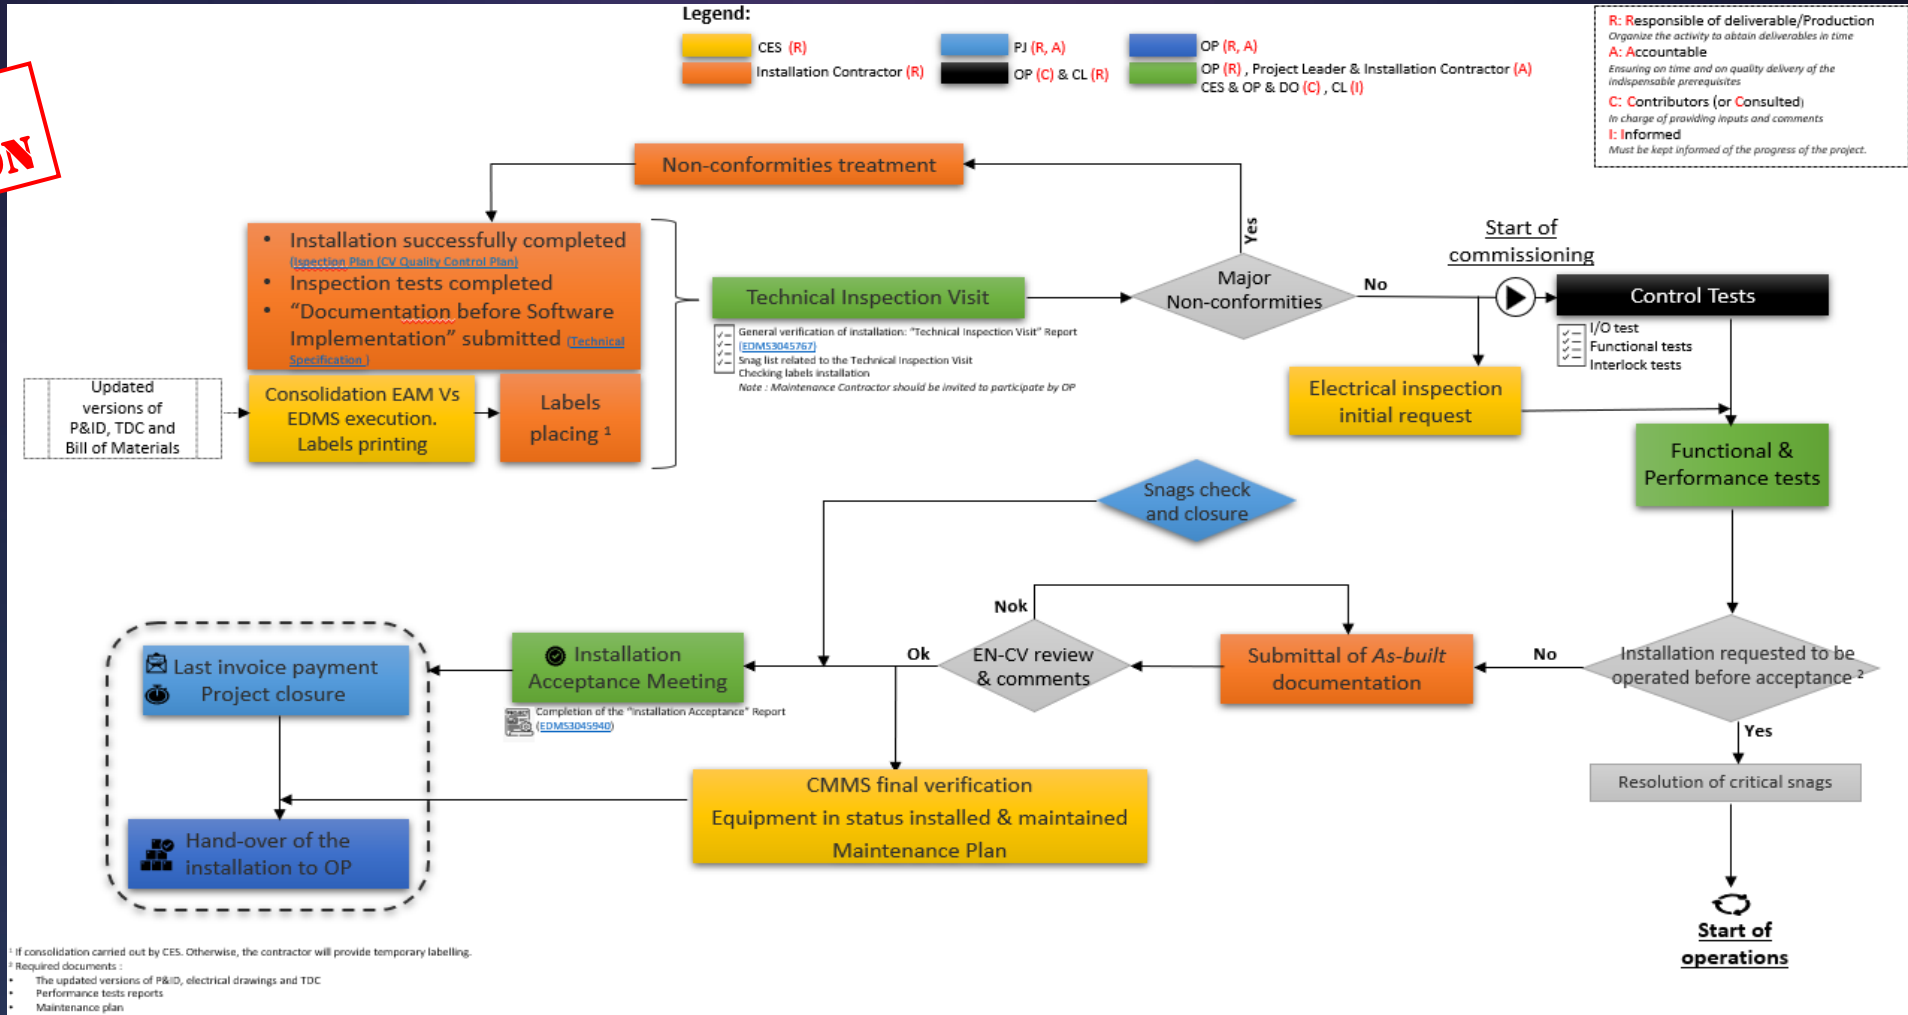 Legend:
CES (R)
PJ (R, A)
OP (R, A)
Installation Contractor (R)
OP (C) & CL (R)
OP (R) , Project Leader & Installation Contractor (A)
CES & OP & DO (C) , CL (I)
R: Responsible of deliverable/Production
Organize the activity to obtain deliverables in time
A: Accountable
Ensuring on time and on quality delivery of the
indispensable prerequisites
C: Contributors (or Consulted)
In charge of providing inputs and comments
I: Informed
Must be kept informed of the progress of the project.
ON
Non-conformities treatment
• Installation successfully completed
(Ispection Plan (CV Quality Control Plan)
• Inspection tests completed
• “Documentation before Software
Implementation” submitted (Technical
Specification )
Updated
versions of
P&ID, TDC and
Bill of Materials
Consolidation EAM Vs
EDMS execution.
Labels printing
Labels
placing ¹
Technical Inspection Visit
General verification of installation: “Technical Inspection Visit” Report
(EDMS3045767)
Snag list related to the Technical Inspection Visit
Checking labels installation
Note : Maintenance Contractor should be invited to participate by OP
Yes
Major
Non-conformities
No
Start of
commissioning
Control Tests
I/O test
Functional tests
Interlock tests
Electrical inspection
initial request
Functional &
Performance tests
Snags check
and closure
Installation requested to be
operated before acceptance ²
No
Yes
Resolution of critical snags
Start of
operations
Submittal of As-built
documentation
Nok
EN-CV review
& comments
Ok
Installation
Acceptance Meeting
Completion of the “Installation Acceptance” Report
(EDMS3045940)
Last invoice payment
Project closure
CMMS final verification
Equipment in status installed & maintained
Maintenance Plan
Hand-over of the
installation to OP
¹ If consolidation carried out by CES. Otherwise, the contractor will provide temporary labelling.
² Required documents :
• The updated versions of P&ID, electrical drawings and TDC
• Performance tests reports
• Maintenance plan